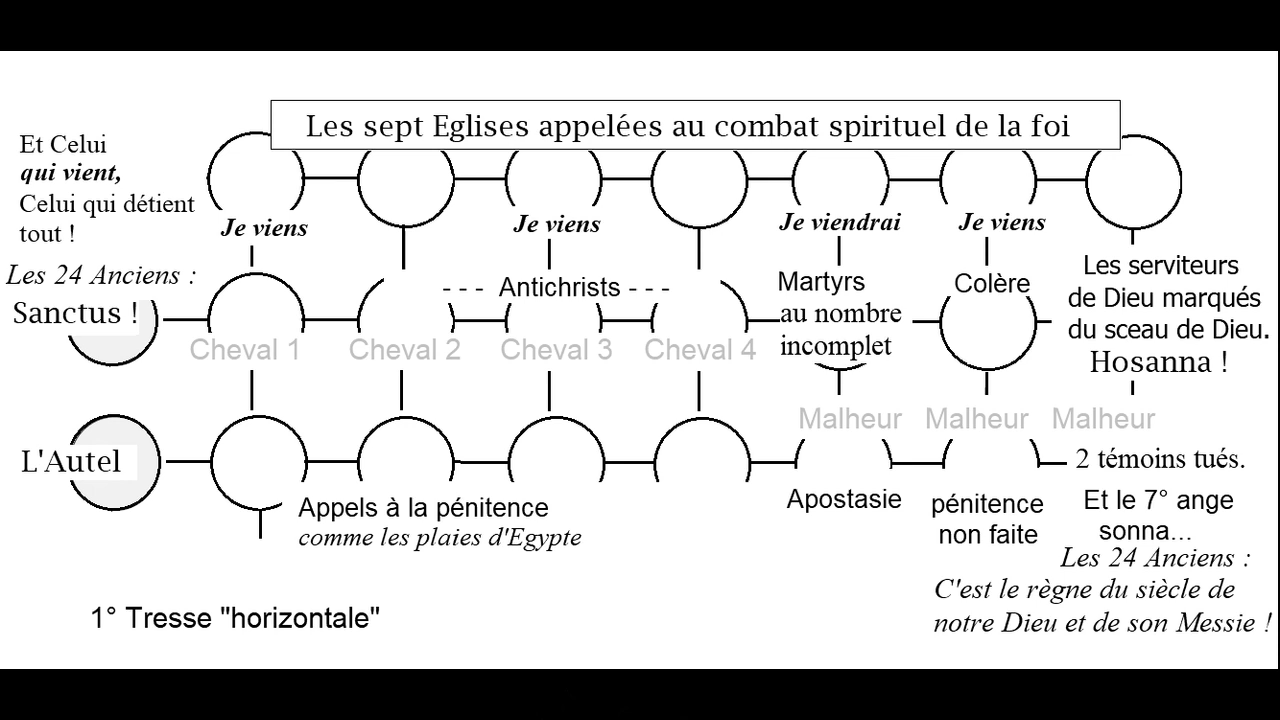 Les sept Eglises appelées au combat spirituel de la foi
Et Celui
qui vient,
Celui qui détient
tout !
Je viens
Je viens
Je viendrai
Je viens
Les 24 Anciens :
Sanctus !
- - - Antichrists - - -
Martyrs
au nombre
incomplet
Colère
Les serviteurs
de Dieu marqués
du sceau de Dieu.
Hosanna !
Cheval 1
Cheval 2
Cheval 3
Cheval 4
Malheur
Malheur
Malheur
L'Autel
2 témoins tués.
Appels à la pénitence
comme les plaies d'Egypte
Apostasie
pénitence
non faite
Et le 7° ange
sonna...
Les 24 Anciens :
C'est le règne du siècle de
notre Dieu et de son Messie !
1° Tresse "horizontale"